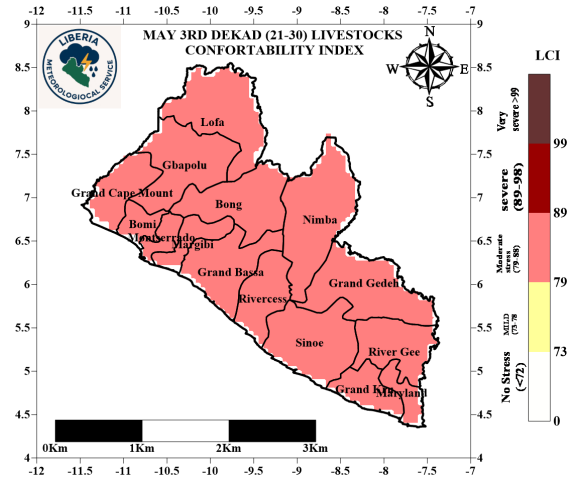 MAY 3RD DEKAD (21-30) LIVESTOCKS
CONFORTABILITY INDEX
LIBERIA
METEOROLOGIOCAL SERVICE
N
W
E
S
LCI
9
8.5
8
7.5
7
6.5
6
5.5
5
4.5
4
-12
-11.5
-11
-10.5
-10
-9.5
-9
-8.5
-8
-7.5
-7
Lofa
Gbapolu
Grand Cape Mount
Bong
Bomi
Montserrado
Margibi
Nimba
Grand Bassa
Grand Gedeh
Rivercess
Sinoe
River Gee
Grand Kru
Maryland
0Km
1Km
2Km
3Km
Very
severe >99
severe
(89-98)
Moderate
stress
(79-88)
MILD
(73-78
No Stress
(<72)
99
89
79
73
0